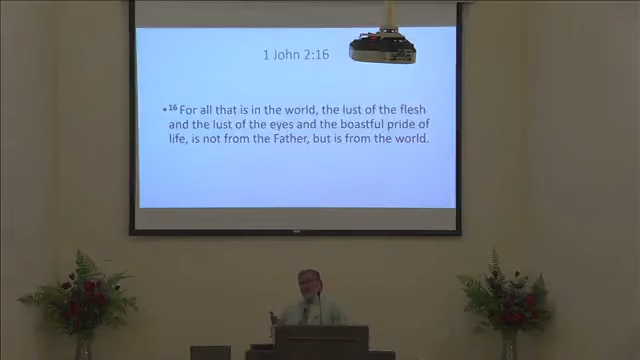 1 John 2:16
• 16 For all that is in the world, the lust of the flesh
and the lust of the eyes and the boastful pride of
life, is not from the Father, but is from the world.